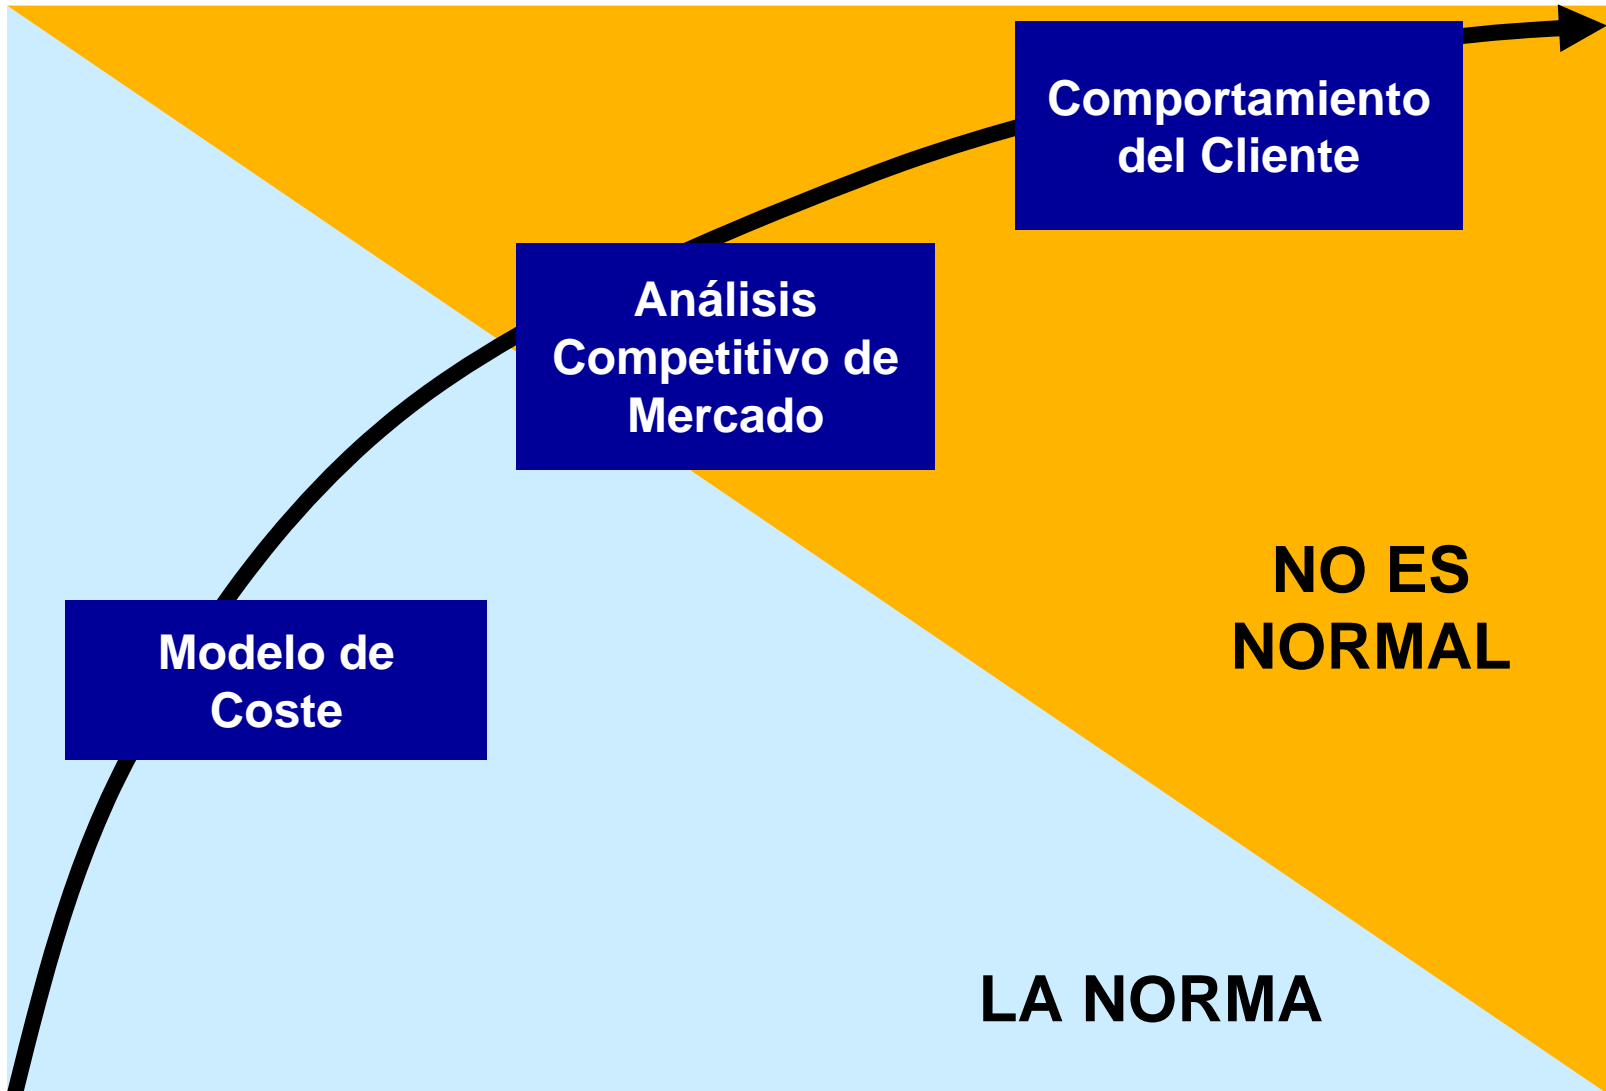 Comportamiento
del Cliente
Análisis
Competitivo de
Mercado
NO ES
NORMAL
Modelo de
Coste
LA NORMA